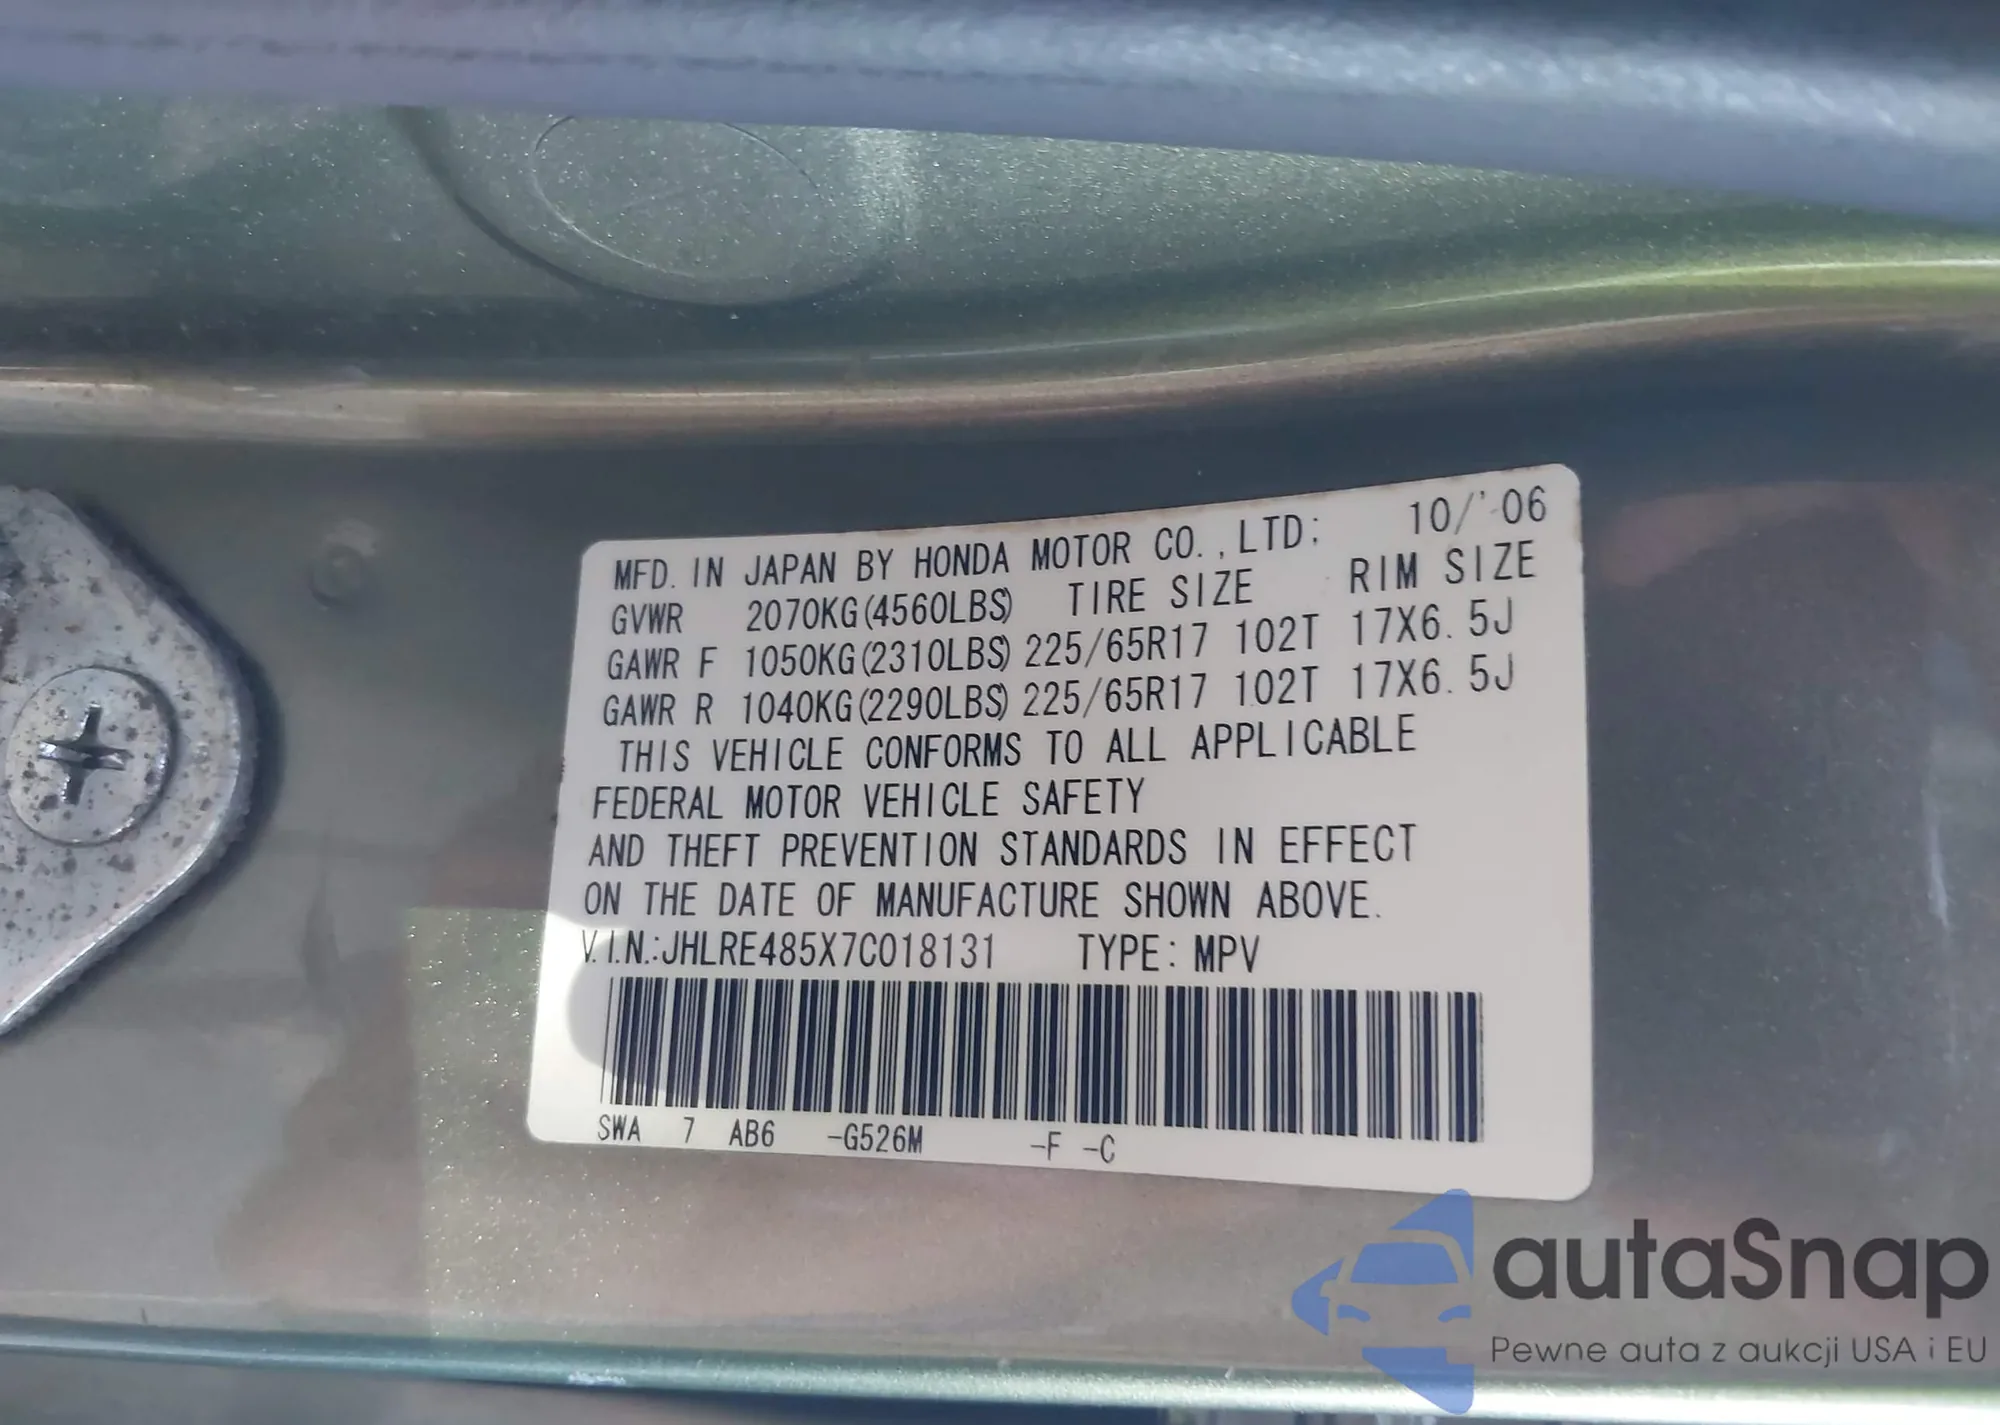 MFD. IN JAPAN BY HONDA MOTOR CO., LTD; 10/'06
GVWR 2070KG(4560LBS) TIRE SIZE RIM SIZE
GAWR F 1050KG(2310LBS) 225/65R17 102T 17X6.5J
GAWR R 1040KG(2290LBS) 225/65R17 102T 17X6.5J
THIS VEHICLE CONFORMS TO ALL APPLICABLE
FEDERAL MOTOR VEHICLE SAFETY
AND THEFT PREVENTION STANDARDS IN EFFECT
ON THE DATE OF MANUFACTURE SHOWN ABOVE.
V.I.N.:JHLRE485X7C018131 TYPE: MPV
SWA 7 AB6 -G526M -F -C
autaSnap
Pewne auta z aukcji USA i EU